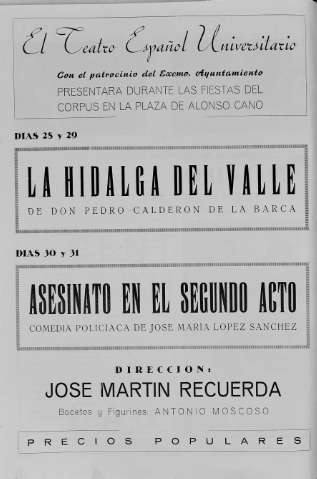 El Teatro Español Universitario
Con el patrocinio del Excmo. Ayuntamiento
PRESENTARA DURANTE LAS FIESTAS DEL
CORPUS EN LA PLAZA DE ALONSO CANO
DIAS 28 y 29
LA HIDALGA DEL VALLE
DE DON PEDRO CALDERON DE LA BARCA
DIAS 30 y 31
ASESINATO EN EL SEGUNDO ACTO
COMEDIA POLICIACA DE JOSE MARIA LOPEZ SANCHEZ
DIRECCION:
JOSE MARTIN RECUERDA
Bocetos y Figurines: ANTONIO MOSCOSO
PRECIOS POPULARES